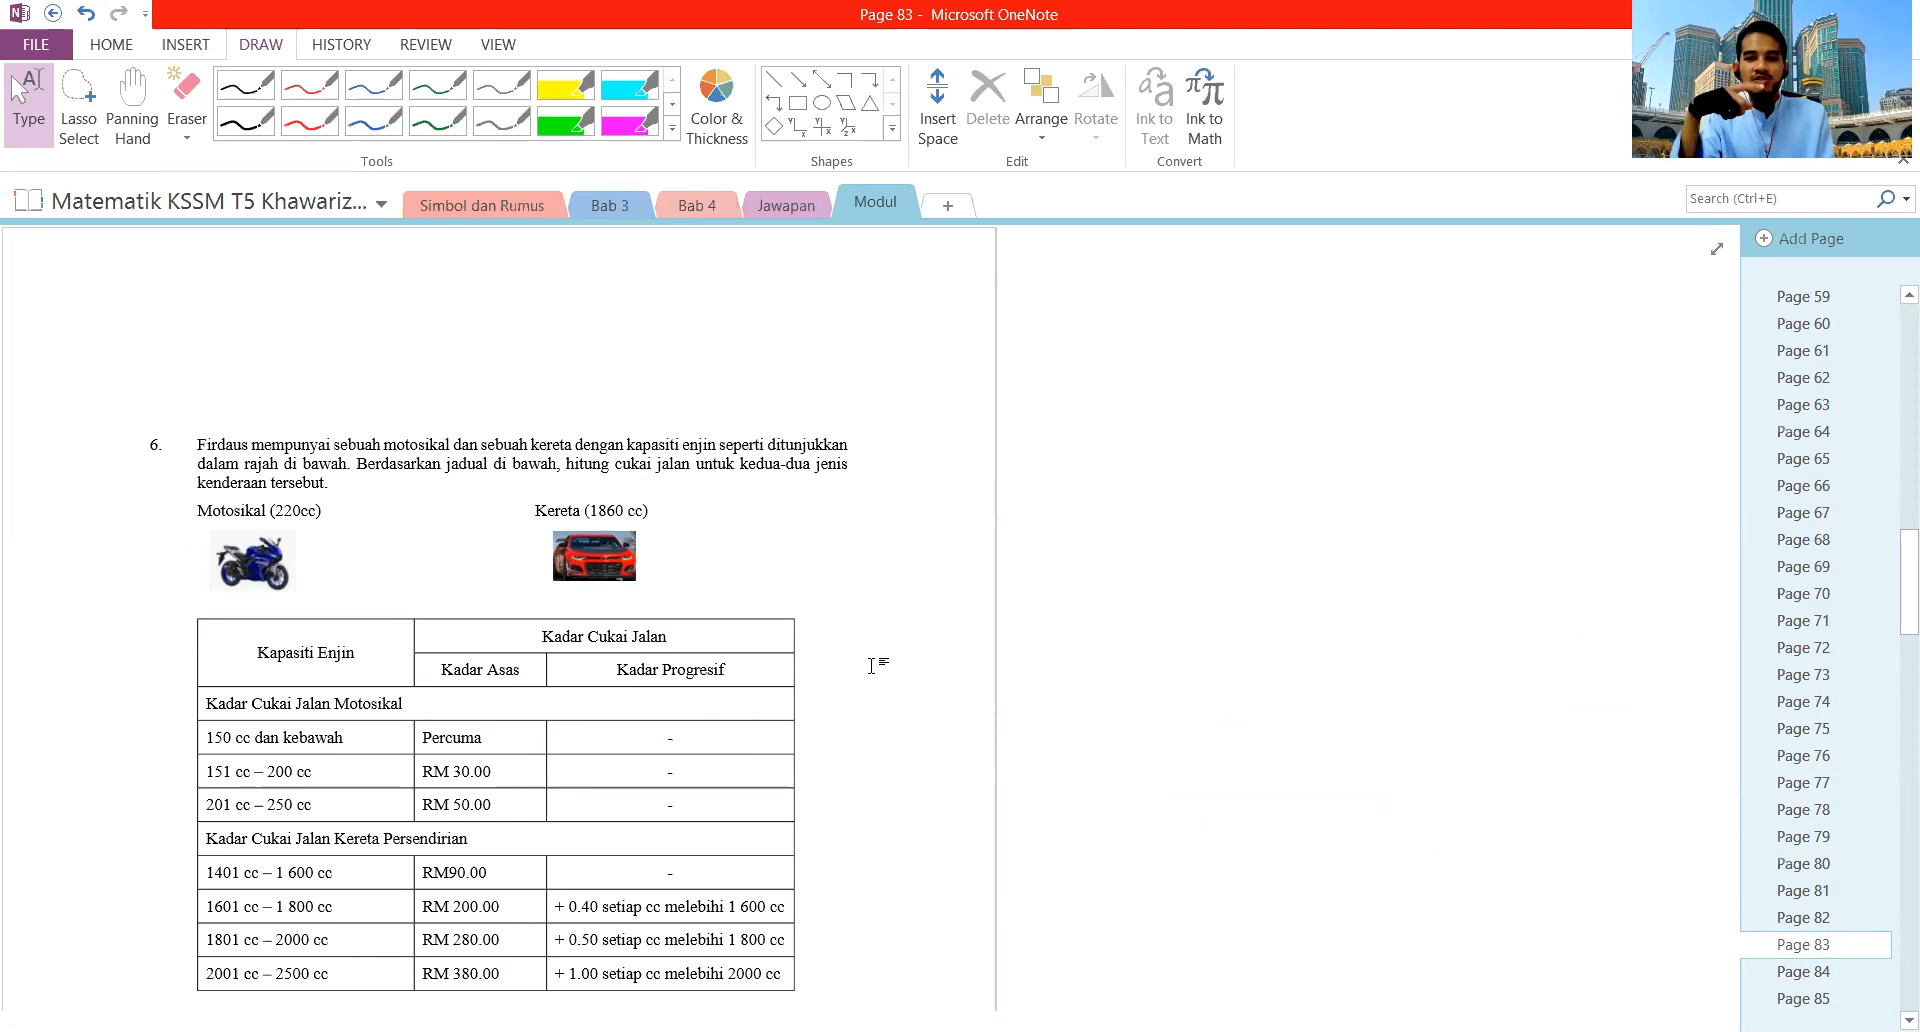 Page 83 - Microsoft OneNote
FILE HOME INSERT DRAW HISTORY REVIEW VIEW
Type
Lasso Select
Panning Hand
Eraser
Color & Thickness
Insert Space
Delete
Arrange
Rotate
Ink to Text
Ink to Math
Tools
Shapes
Edit
Convert
Matematik KSSM T5 Khawariz...
Simbol dan Rumus
Bab 3
Bab 4
Jawapan
Modul
Search (Ctrl+E)
6. Firdaus mempunyai sebuah motosikal dan sebuah kereta dengan kapasiti enjin seperti ditunjukkan
dalam rajah di bawah. Berdasarkan jadual di bawah, hitung cukai jalan untuk kedua-dua jenis
kenderaan tersebut.
Motosikal (220cc) Kereta (1860 cc)
Kapasiti Enjin
Kadar Cukai Jalan
Kadar Asas Kadar Progresif
Kadar Cukai Jalan Motosikal
150 cc dan kebawah Percuma -
151 cc – 200 cc RM 30.00 -
201 cc – 250 cc RM 50.00 -
Kadar Cukai Jalan Kereta Persendirian
1401 cc – 1 600 cc RM90.00 -
1601 cc – 1 800 cc RM 200.00 + 0.40 setiap cc melebihi 1 600 cc
1801 cc – 2000 cc RM 280.00 + 0.50 setiap cc melebihi 1 800 cc
2001 cc – 2500 cc RM 380.00 + 1.00 setiap cc melebihi 2000 cc
Add Page
Page 59
Page 60
Page 61
Page 62
Page 63
Page 64
Page 65
Page 66
Page 67
Page 68
Page 69
Page 70
Page 71
Page 72
Page 73
Page 74
Page 75
Page 76
Page 77
Page 78
Page 79
Page 80
Page 81
Page 82
Page 83
Page 84
Page 85